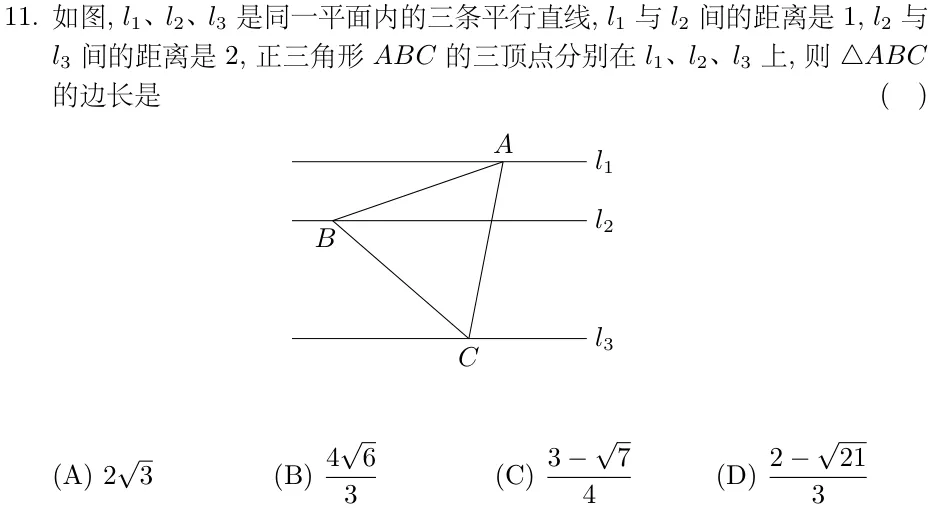 11. 如图, l₁、l₂、l₃ 是同一平面内的三条平行直线, l₁ 与 l₂ 间的距离是 1, l₂ 与
l₃ 间的距离是 2, 正三角形 ABC 的三顶点分别在 l₁、l₂、l₃ 上, 则 △ABC
的边长是 ( )
A
l₁
l₂
B
l₃
C
(A) 2√3 (B) 4√6/3 (C) (3 − √7)/4 (D) (2 − √21)/3